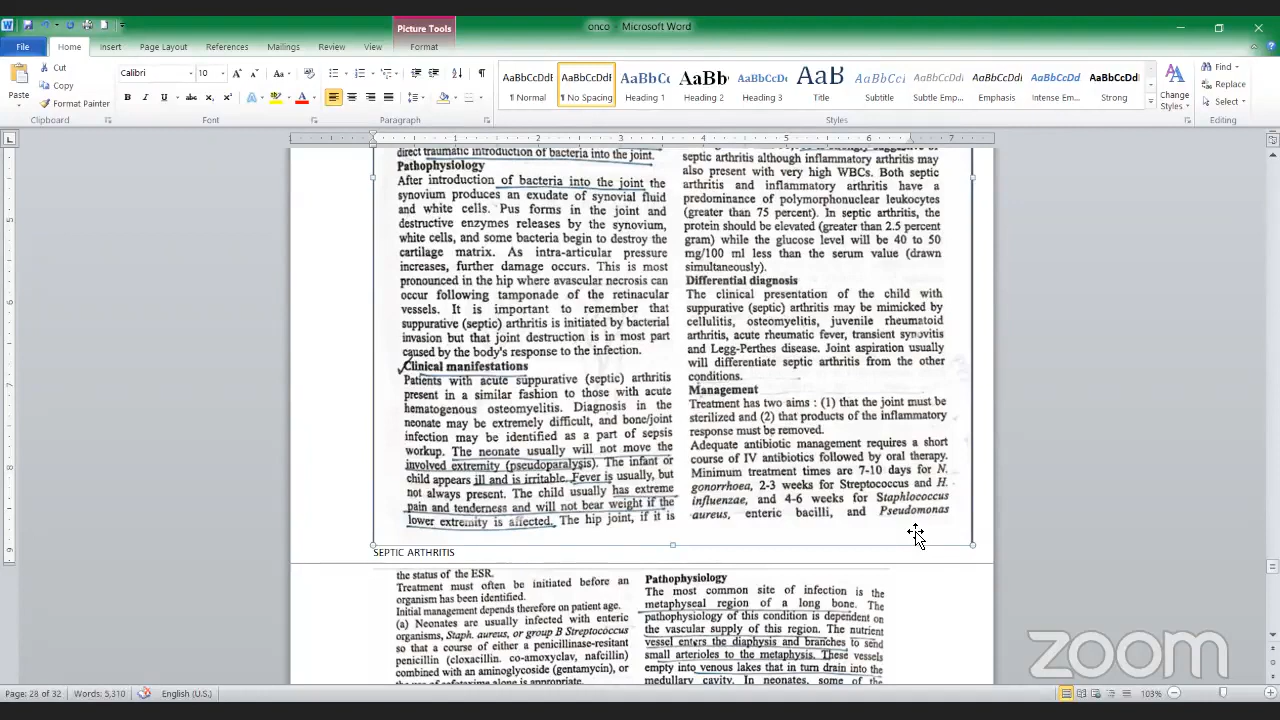 Picture Tools
onco - Microsoft Word
File
Home
Insert
Page Layout
References
Mailings
Review
View
Format
Paste
Cut
Copy
Format Painter
Clipboard
Calibri
10
Font
Paragraph
AaBbCcDdE
¶ Normal
AaBbCcDdE
¶ No Spacing
AaBbCc
Heading 1
AaBb
Heading 2
AaBbCcDd
Heading 3
AaB
Title
AaBbCcDd
Subtitle
AaBbCcDd
Subtle Emp...
AaBbCcDd
Emphasis
AaBbCcDd
Intense Em...
AaBbCcDd
Strong
Change
Styles
Styles
Find
Replace
Select
Editing
1 2 3 4 5 6 7
direct traumatic introduction of bacteria into the joint.
Pathophysiology
After introduction of bacteria into the joint the
synovium produces an exudate of synovial fluid
and white cells. Pus forms in the joint and
destructive enzymes releases by the synovium,
white cells, and some bacteria begin to destroy the
cartilage matrix. As intra-articular pressure
increases, further damage occurs. This is most
pronounced in the hip where avascular necrosis can
occur following tamponade of the retinacular
vessels. It is important to remember that
suppurative (septic) arthritis is initiated by bacterial
invasion but that joint destruction is in most part
caused by the body's response to the infection.
Clinical manifestations
Patients with acute suppurative (septic) arthritis
present in a similar fashion to those with acute
hematogenous osteomyelitis. Diagnosis in the
neonate may be extremely difficult, and bone/joint
infection may be identified as a part of sepsis
workup. The neonate usually will not move the
involved extremity (pseudoparalysis). The infant or
child appears ill and is irritable. Fever is usually, but
not always present. The child usually has extreme
pain and tenderness and will not bear weight if the
lower extremity is affected. The hip joint, if it is
is strongly suggestive of
septic arthritis although inflammatory arthritis may
also present with very high WBCs. Both septic
arthritis and inflammatory arthritis have a
predominance of polymorphonuclear leukocytes
(greater than 75 percent). In septic arthritis, the
protein should be elevated (greater than 2.5 percent
gram) while the glucose level will be 40 to 50
mg/100 ml less than the serum value (drawn
simultaneously).
Differential diagnosis
The clinical presentation of the child with
suppurative (septic) arthritis may be mimicked by
cellulitis, osteomyelitis, juvenile rheumatoid
arthritis, acute rheumatic fever, transient synovitis
and Legg-Perthes disease. Joint aspiration usually
will differentiate septic arthritis from the other
conditions.
Management
Treatment has two aims : (1) that the joint must be
sterilized and (2) that products of the inflammatory
response must be removed.
Adequate antibiotic management requires a short
course of IV antibiotics followed by oral therapy.
Minimum treatment times are 7-10 days for N.
gonorrhoea, 2-3 weeks for Streptococcus and H.
influenzae, and 4-6 weeks for Staphlococcus
aureus, enteric bacilli, and Pseudomonas
SEPTIC ARTHRITIS
the status of the ESR.
Treatment must often be initiated before an
organism has been identified.
Initial management depends therefore on patient age.
(a) Neonates are usually infected with enteric
organisms, Staph. aureus, or group B Streptococcus
so that a course of either a penicillinase-resitant
penicillin (cloxacillin. co-amoxyclav, nafcillin)
combined with an aminoglycoside (gentamycin), or
the use of cefotaxime alone is appropriate.
Pathophysiology
The most common site of infection is the
metaphyseal region of a long bone. The
pathophysiology of this condition is dependent on
the vascular supply of this region. The nutrient
vessel enters the diaphysis and branches to send
small arterioles to the metaphysis. These vessels
empty into venous lakes that in turn drain into the
medullary cavity. In neonates, some of the
zoom
Page: 28 of 32
Words: 5,310
English (U.S.)
103%